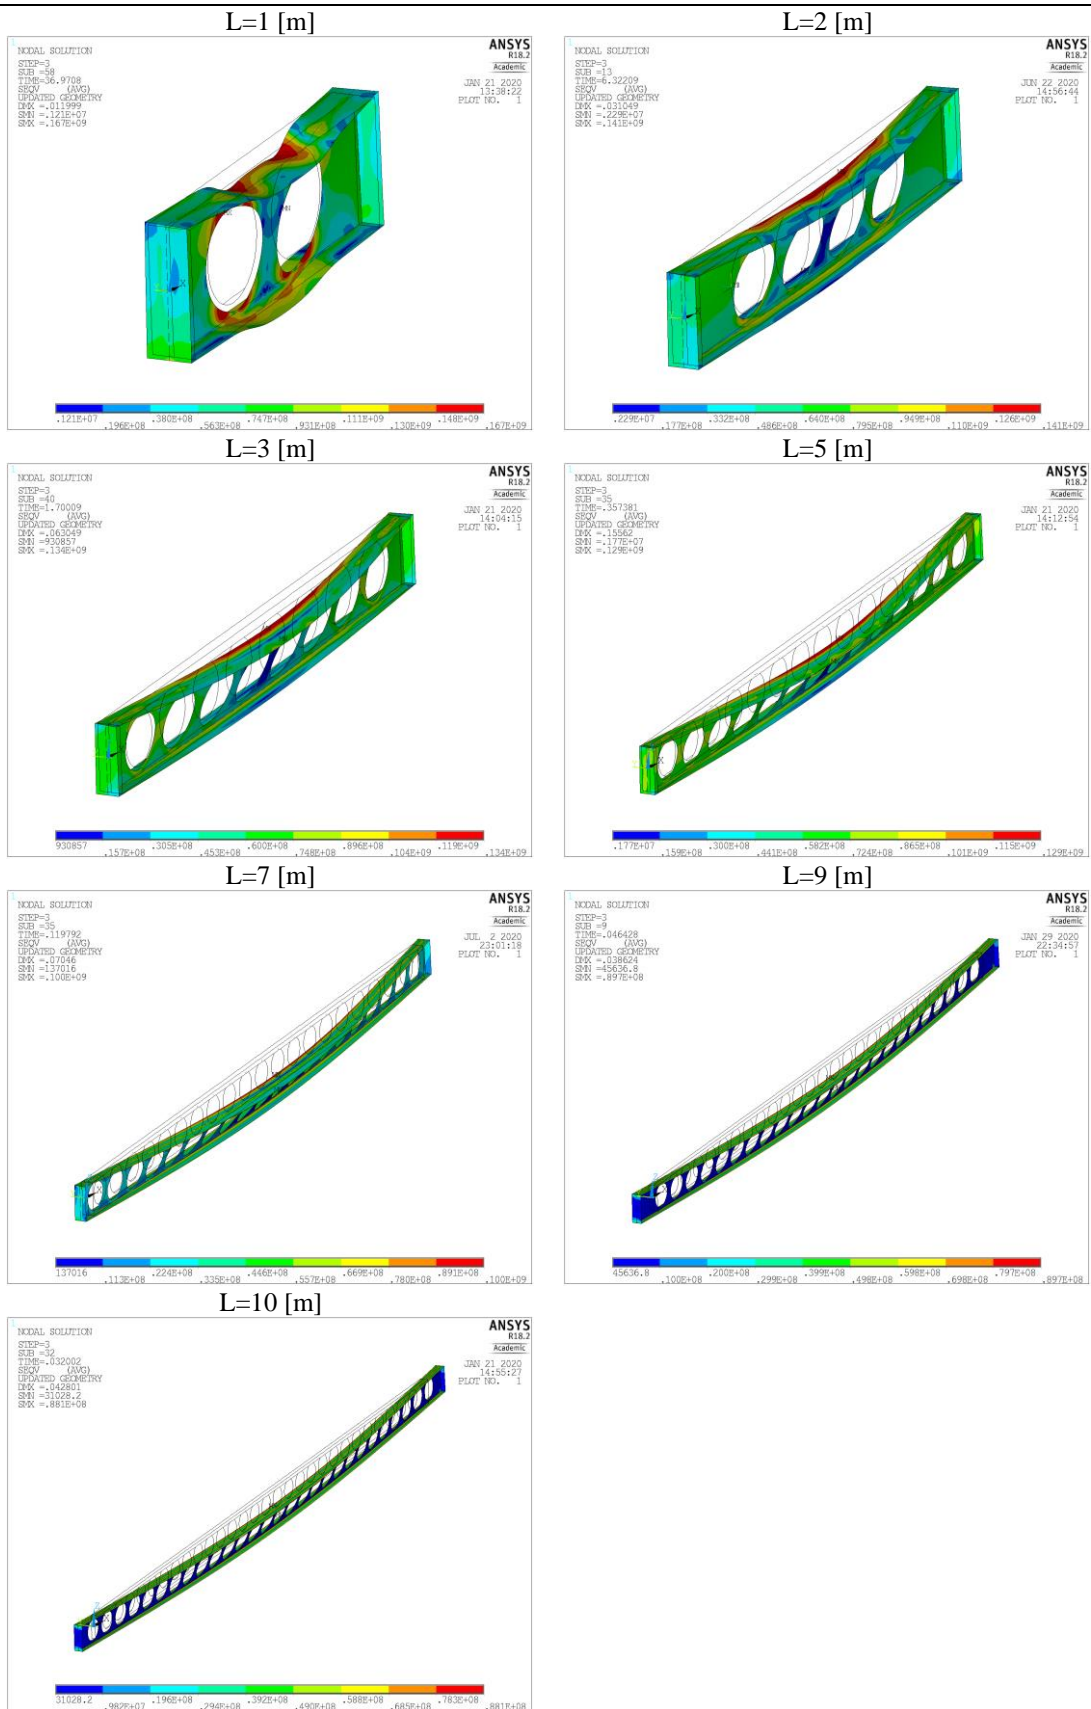 L=1 [m]
1
NODAL SOLUTION
STEP=3
SUB =58
TIME=36.9708
SEQV (AVG)
UPDATED GEOMETRY
DMX =.011999
SMN =.121E+07
SMX =.167E+09
ANSYS
R18.2
Academic
JAN 21 2020
13:38:22
PLOT NO. 1
.121E+07 .380E+08 .747E+08 .111E+09 .148E+09
.196E+08 .563E+08 .931E+08 .130E+09 .167E+09
L=2 [m]
1
NODAL SOLUTION
STEP=3
SUB =13
TIME=6.32209
SEQV (AVG)
UPDATED GEOMETRY
DMX =.031049
SMN =.229E+07
SMX =.141E+09
ANSYS
R18.2
Academic
JUN 22 2020
14:56:44
PLOT NO. 1
.229E+07 .332E+08 .640E+08 .949E+08 .126E+09
.177E+08 .486E+08 .795E+08 .110E+09 .141E+09
L=3 [m]
1
NODAL SOLUTION
STEP=3
SUB =40
TIME=1.70009
SEQV (AVG)
UPDATED GEOMETRY
DMX =.063049
SMN =930857
SMX =.134E+09
ANSYS
R18.2
Academic
JAN 21 2020
14:04:15
PLOT NO. 1
930857 .305E+08 .600E+08 .896E+08 .119E+09
.157E+08 .453E+08 .748E+08 .104E+09 .134E+09
L=5 [m]
1
NODAL SOLUTION
STEP=3
SUB =35
TIME=.357381
SEQV (AVG)
UPDATED GEOMETRY
DMX =.15562
SMN =.177E+07
SMX =.129E+09
ANSYS
R18.2
Academic
JAN 21 2020
14:12:54
PLOT NO. 1
.177E+07 .300E+08 .582E+08 .865E+08 .115E+09
.159E+08 .441E+08 .724E+08 .101E+09 .129E+09
L=7 [m]
1
NODAL SOLUTION
STEP=3
SUB =35
TIME=.119792
SEQV (AVG)
UPDATED GEOMETRY
DMX =.07046
SMN =137016
SMX =.100E+09
ANSYS
R18.2
Academic
JUL 2 2020
23:01:18
PLOT NO. 1
137016 .224E+08 .446E+08 .669E+08 .891E+08
.113E+08 .335E+08 .557E+08 .780E+08 .100E+09
L=9 [m]
1
NODAL SOLUTION
STEP=3
SUB =9
TIME=.046428
SEQV (AVG)
UPDATED GEOMETRY
DMX =.038624
SMN =45636.8
SMX =.897E+08
ANSYS
R18.2
Academic
JAN 29 2020
22:34:57
PLOT NO. 1
45636.8 .200E+08 .399E+08 .598E+08 .797E+08
.100E+08 .299E+08 .498E+08 .698E+08 .897E+08
L=10 [m]
1
NODAL SOLUTION
STEP=3
SUB =32
TIME=.032002
SEQV (AVG)
UPDATED GEOMETRY
DMX =.042801
SMN =31028.2
SMX =.881E+08
ANSYS
R18.2
Academic
JAN 21 2020
14:55:27
PLOT NO. 1
31028.2 .196E+08 .392E+08 .588E+08 .783E+08
.982E+07 .294E+08 .490E+08 .685E+08 .881E+08